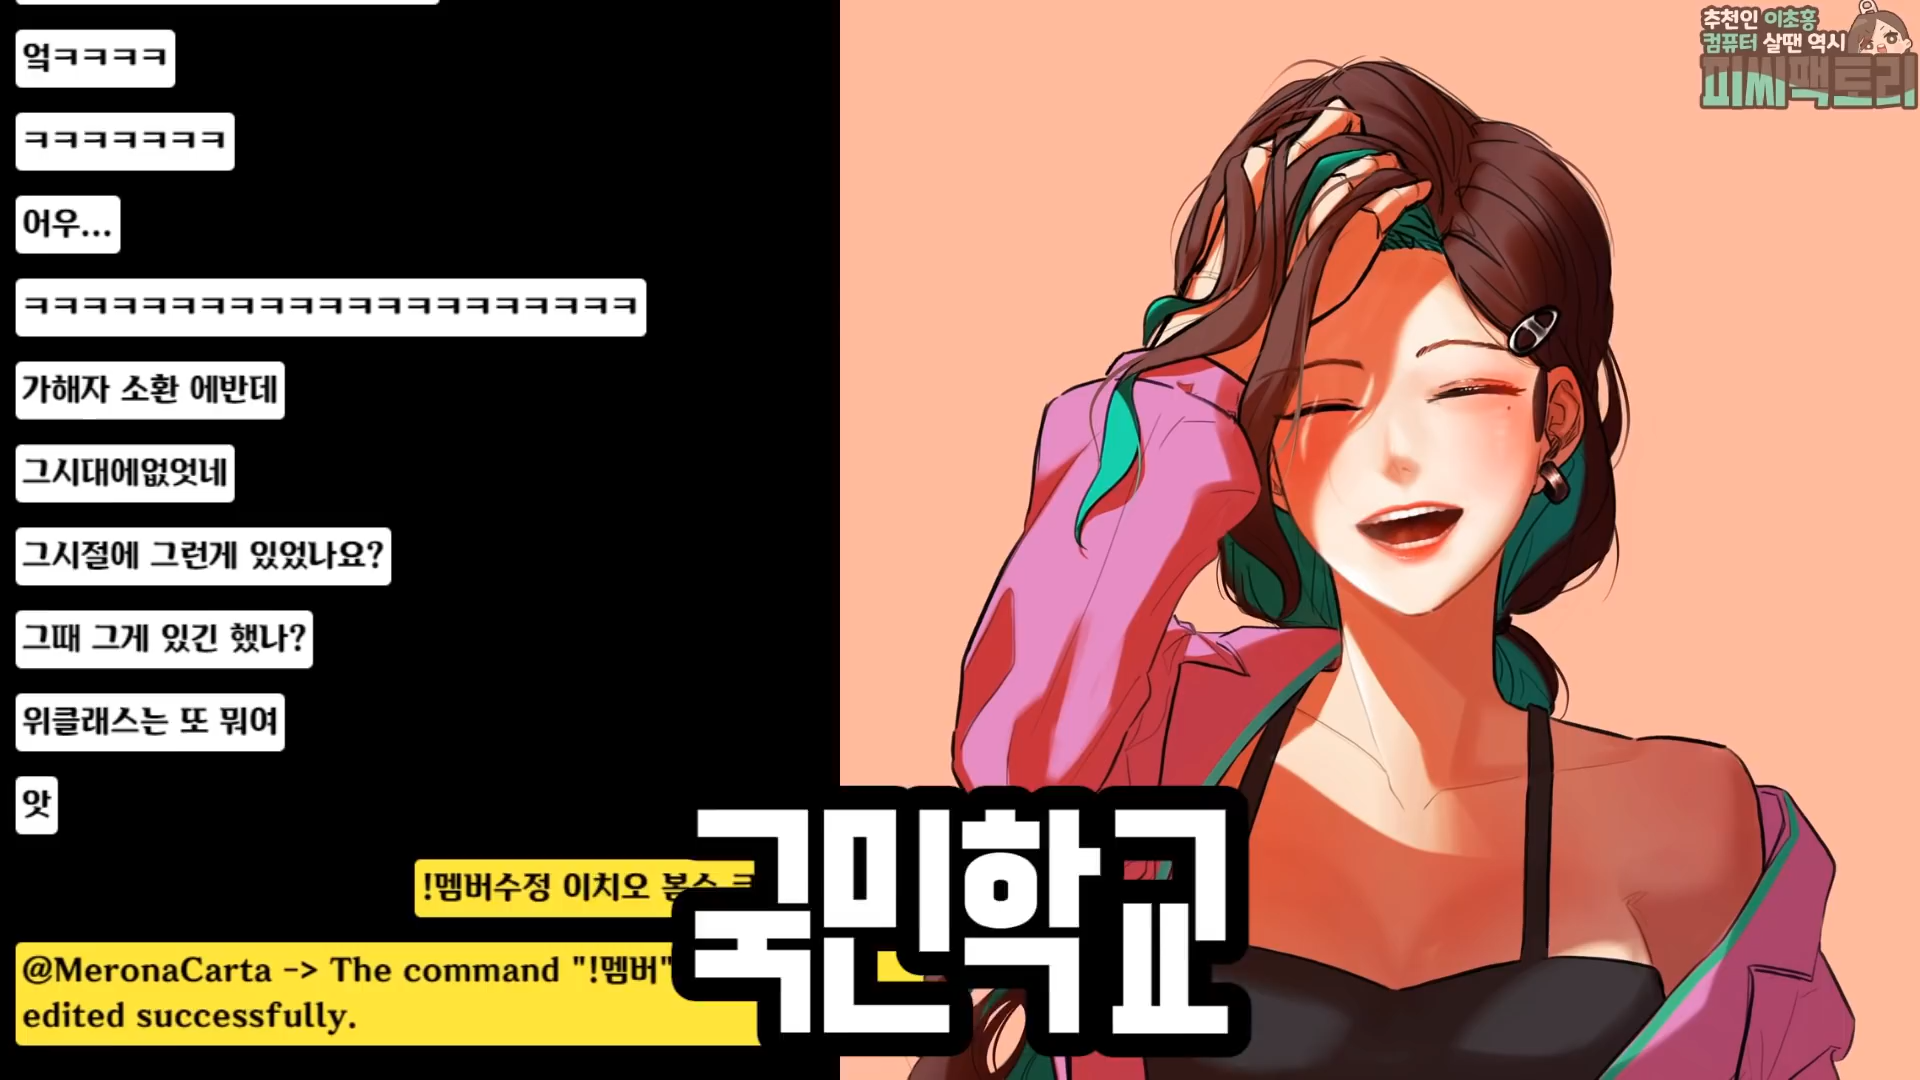 엌ㅋㅋㅋㅋ
ㅋㅋㅋㅋㅋㅋㅋ
어우...
ㅋㅋㅋㅋㅋㅋㅋㅋㅋㅋㅋㅋㅋㅋㅋㅋㅋㅋㅋㅋㅋ
가해자 소환 에반데
그시대에없엇네
그시절에 그런게 있었나요?
그때 그게 있긴 했나?
위클래스는 또 뭐여
앗
!멤버수정 이치오 봄수
@MeronaCarta -> The command "!멤버"
edited successfully.
국민학교
추천인 이초홍
컴퓨터 살땐 역시
피씨팩토리